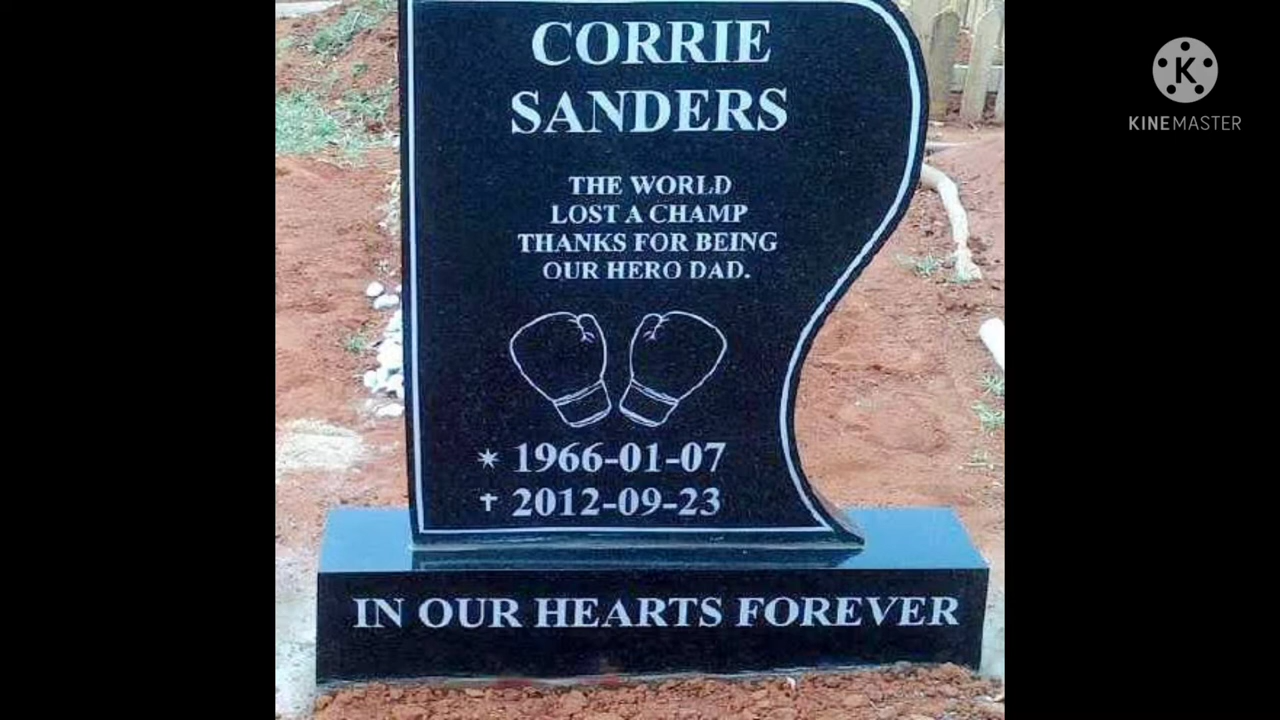 CORRIE
SANDERS
THE WORLD
LOST A CHAMP
THANKS FOR BEING
OUR HERO DAD.
1966-01-07
2012-09-23
IN OUR HEARTS FOREVER
K
KINEMASTER